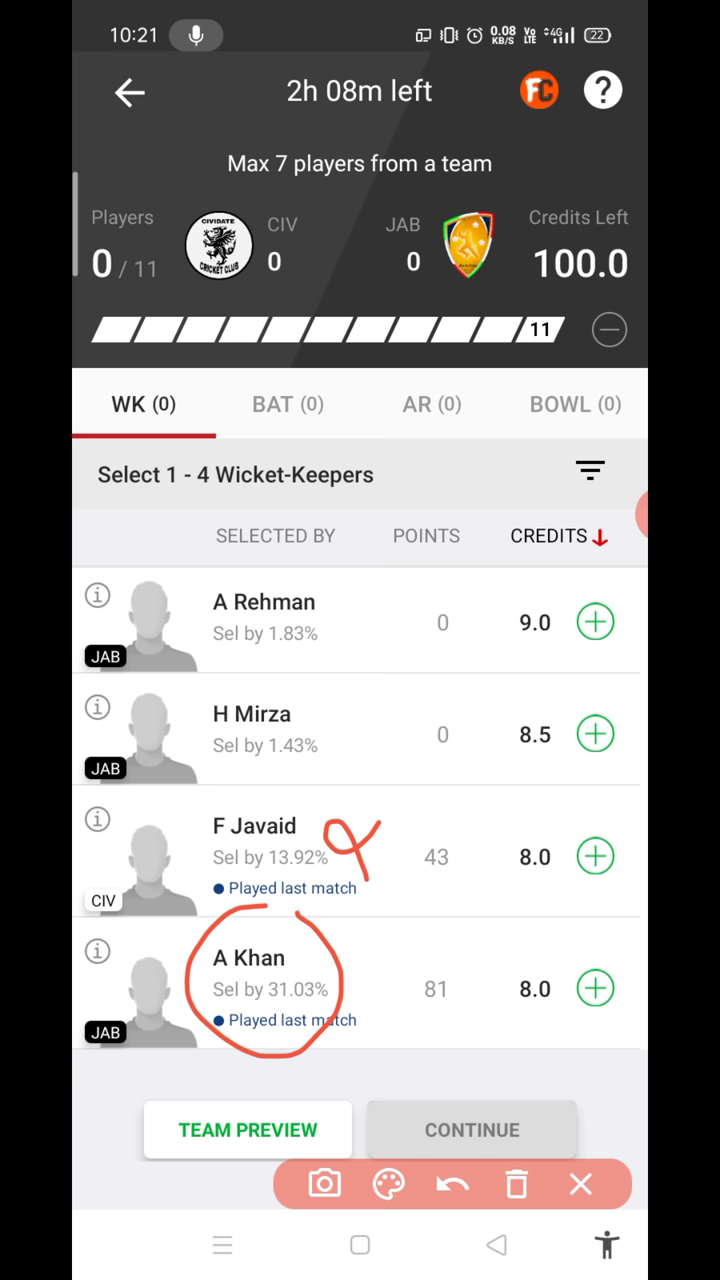 10:21 0.08 KB/S Vo LTE 4G 22
2h 08m left FC ?
Max 7 players from a team
Players CIVIDATE CRICKET CLUB CIV JAB Credits Left
0 / 11 0 0 100.0
11
WK (0) BAT (0) AR (0) BOWL (0)
Select 1 - 4 Wicket-Keepers
SELECTED BY POINTS CREDITS
A Rehman
Sel by 1.83% 0 9.0
JAB
H Mirza
Sel by 1.43% 0 8.5
JAB
F Javaid
Sel by 13.92% 43 8.0
Played last match
CIV
A Khan
Sel by 31.03% 81 8.0
Played last match
JAB
TEAM PREVIEW CONTINUE